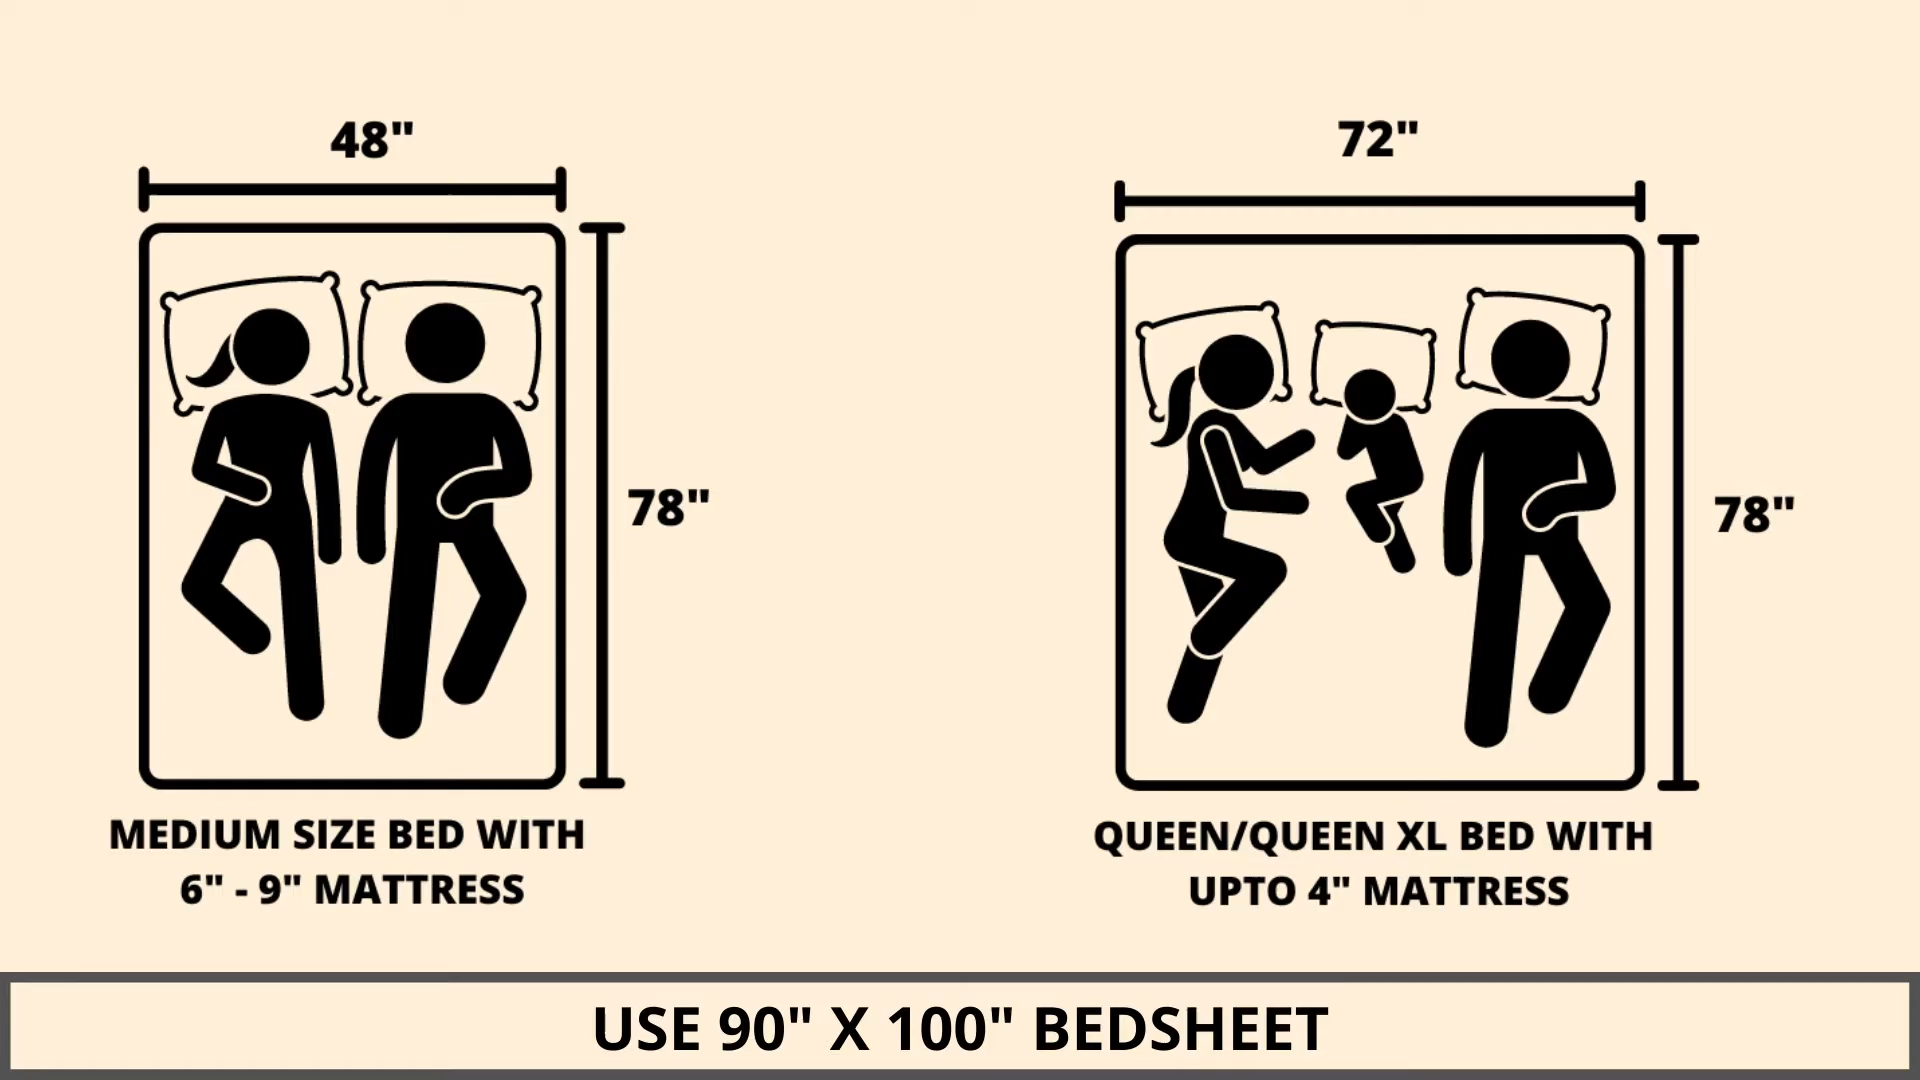 48"
78"
MEDIUM SIZE BED WITH
6" - 9" MATTRESS
72"
78"
QUEEN/QUEEN XL BED WITH
UPTO 4" MATTRESS
USE 90" X 100" BEDSHEET